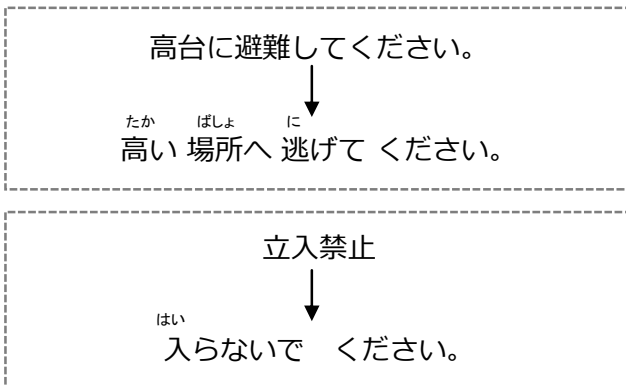 高台に避難してください。
たか ばしょ に
高い 場所へ 逃げて ください。
立入禁止
はい
入らないで　ください。